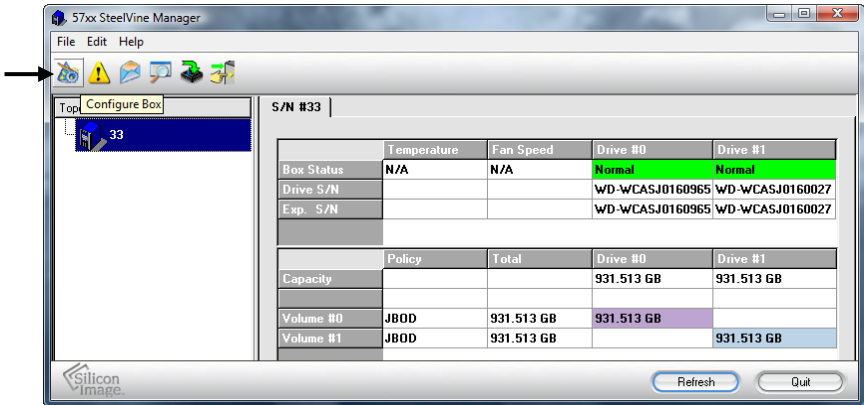 57xx SteelVine Manager
File Edit Help
Configure Box
33
S/N #33
Temperature Fan Speed Drive #0 Drive #1
Box Status N/A N/A Normal Normal
Drive S/N WD-WCASJ0160965 WD-WCASJ0160027
Exp. S/N WD-WCASJ0160965 WD-WCASJ0160027
Policy Total Drive #0 Drive #1
Capacity 931.513 GB 931.513 GB
Volume #0 JBOD 931.513 GB 931.513 GB
Volume #1 JBOD 931.513 GB 931.513 GB
Silicon
Image.
Refresh Quit